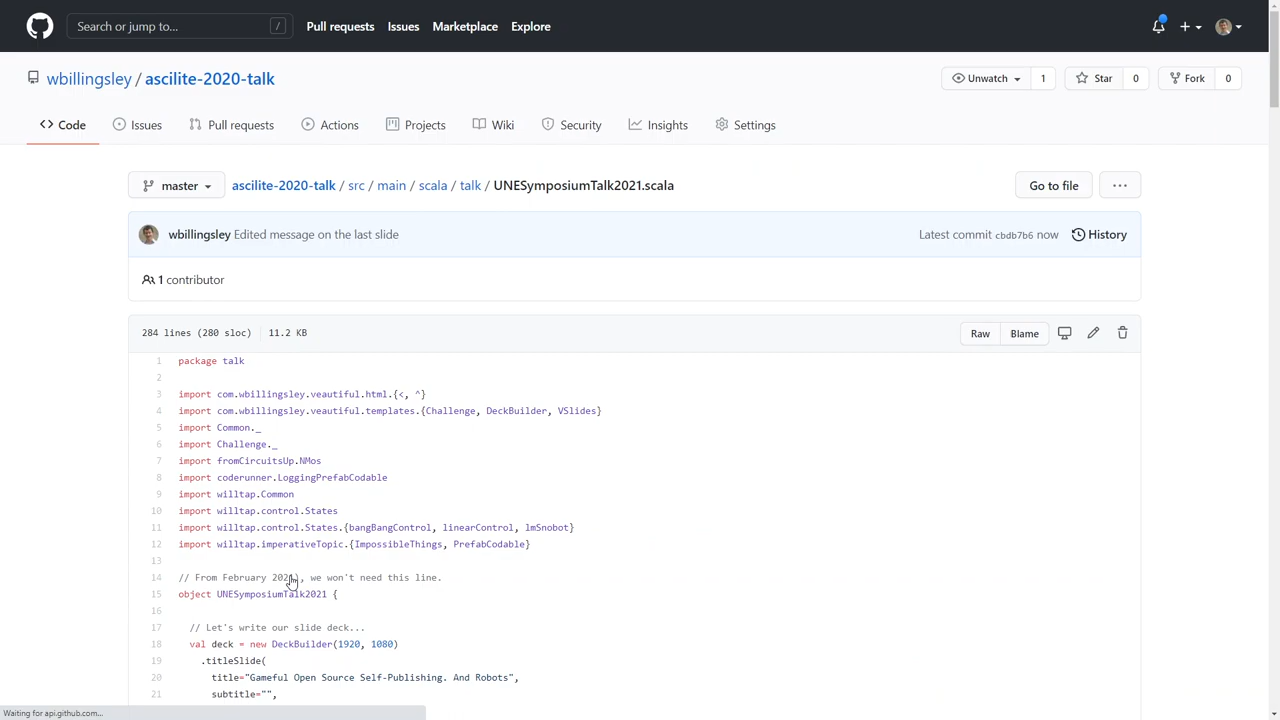 Search or jump to... /
Pull requests Issues Marketplace Explore
wbillingsley / ascilite-2020-talk
Unwatch 1 Star 0 Fork 0
Code Issues Pull requests Actions Projects Wiki Security Insights Settings
master ascilite-2020-talk / src / main / scala / talk / UNESymposiumTalk2021.scala Go to file ...
wbillingsley Edited message on the last slide Latest commit cbdb7b6 now History
1 contributor
284 lines (280 sloc) 11.2 KB Raw Blame
1 package talk
2
3 import com.wbillingsley.veautiful.html.{<, ^}
4 import com.wbillingsley.veautiful.templates.{Challenge, DeckBuilder, VSlides}
5 import Common._
6 import Challenge._
7 import fromCircuitsUp.NMos
8 import coderunner.LoggingPrefabCodable
9 import willtap.Common
10 import willtap.control.States
11 import willtap.control.States.{bangBangControl, linearControl, lmSnobot}
12 import willtap.imperativeTopic.{ImpossibleThings, PrefabCodable}
13
14 // From February we won't need this line.
15 object UNESymposiumTalk2021 {
16
17 // Let's write our slide deck...
18 val deck = new DeckBuilder(1920, 1080)
19 .titleSlide(
20 title="Gameful Open Source Self-Publishing. And Robots",
21 subtitle="",
Waiting for api.github.com...